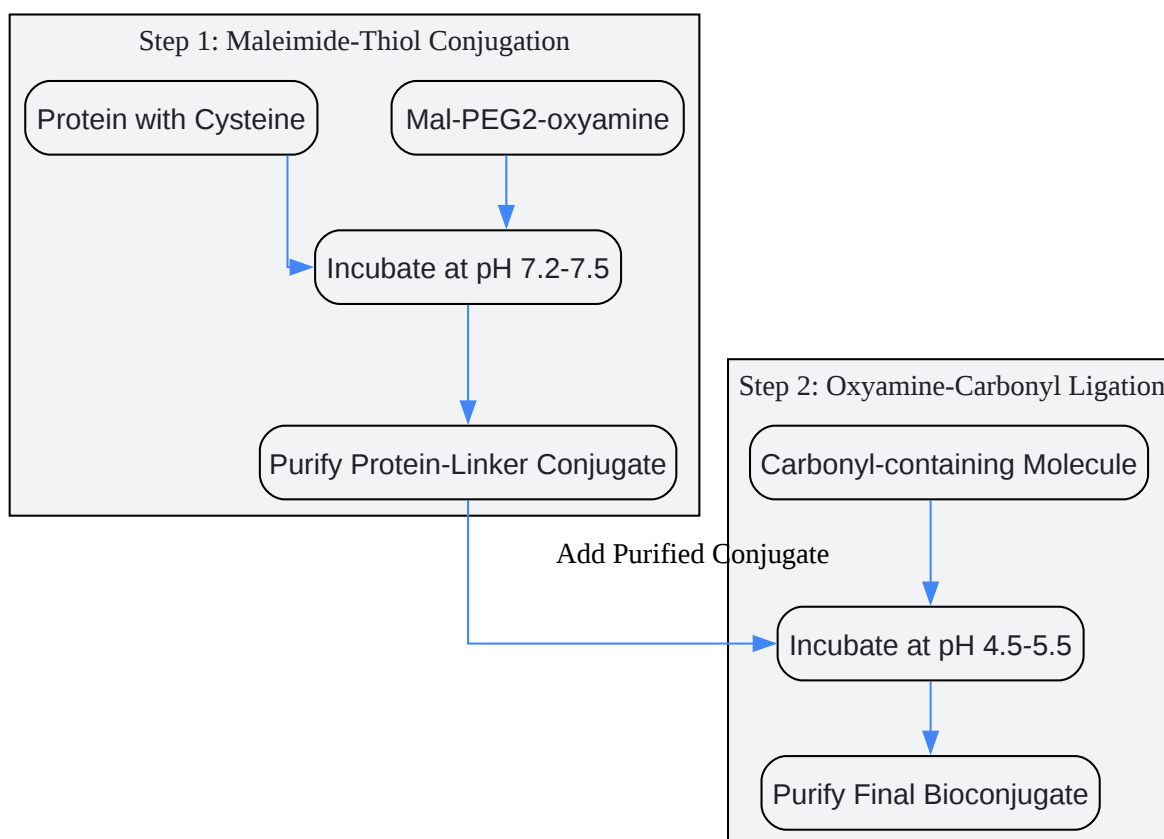 Step 1: Maleimide-Thiol Conjugation
Protein with Cysteine
Mal-PEG2-oxyamine
Incubate at pH 7.2-7.5
Purify Protein-Linker Conjugate
Add Purified Conjugate
Step 2: Oxyamine-Carbonyl Ligation
Carbonyl-containing Molecule
Incubate at pH 4.5-5.5
Purify Final Bioconjugate